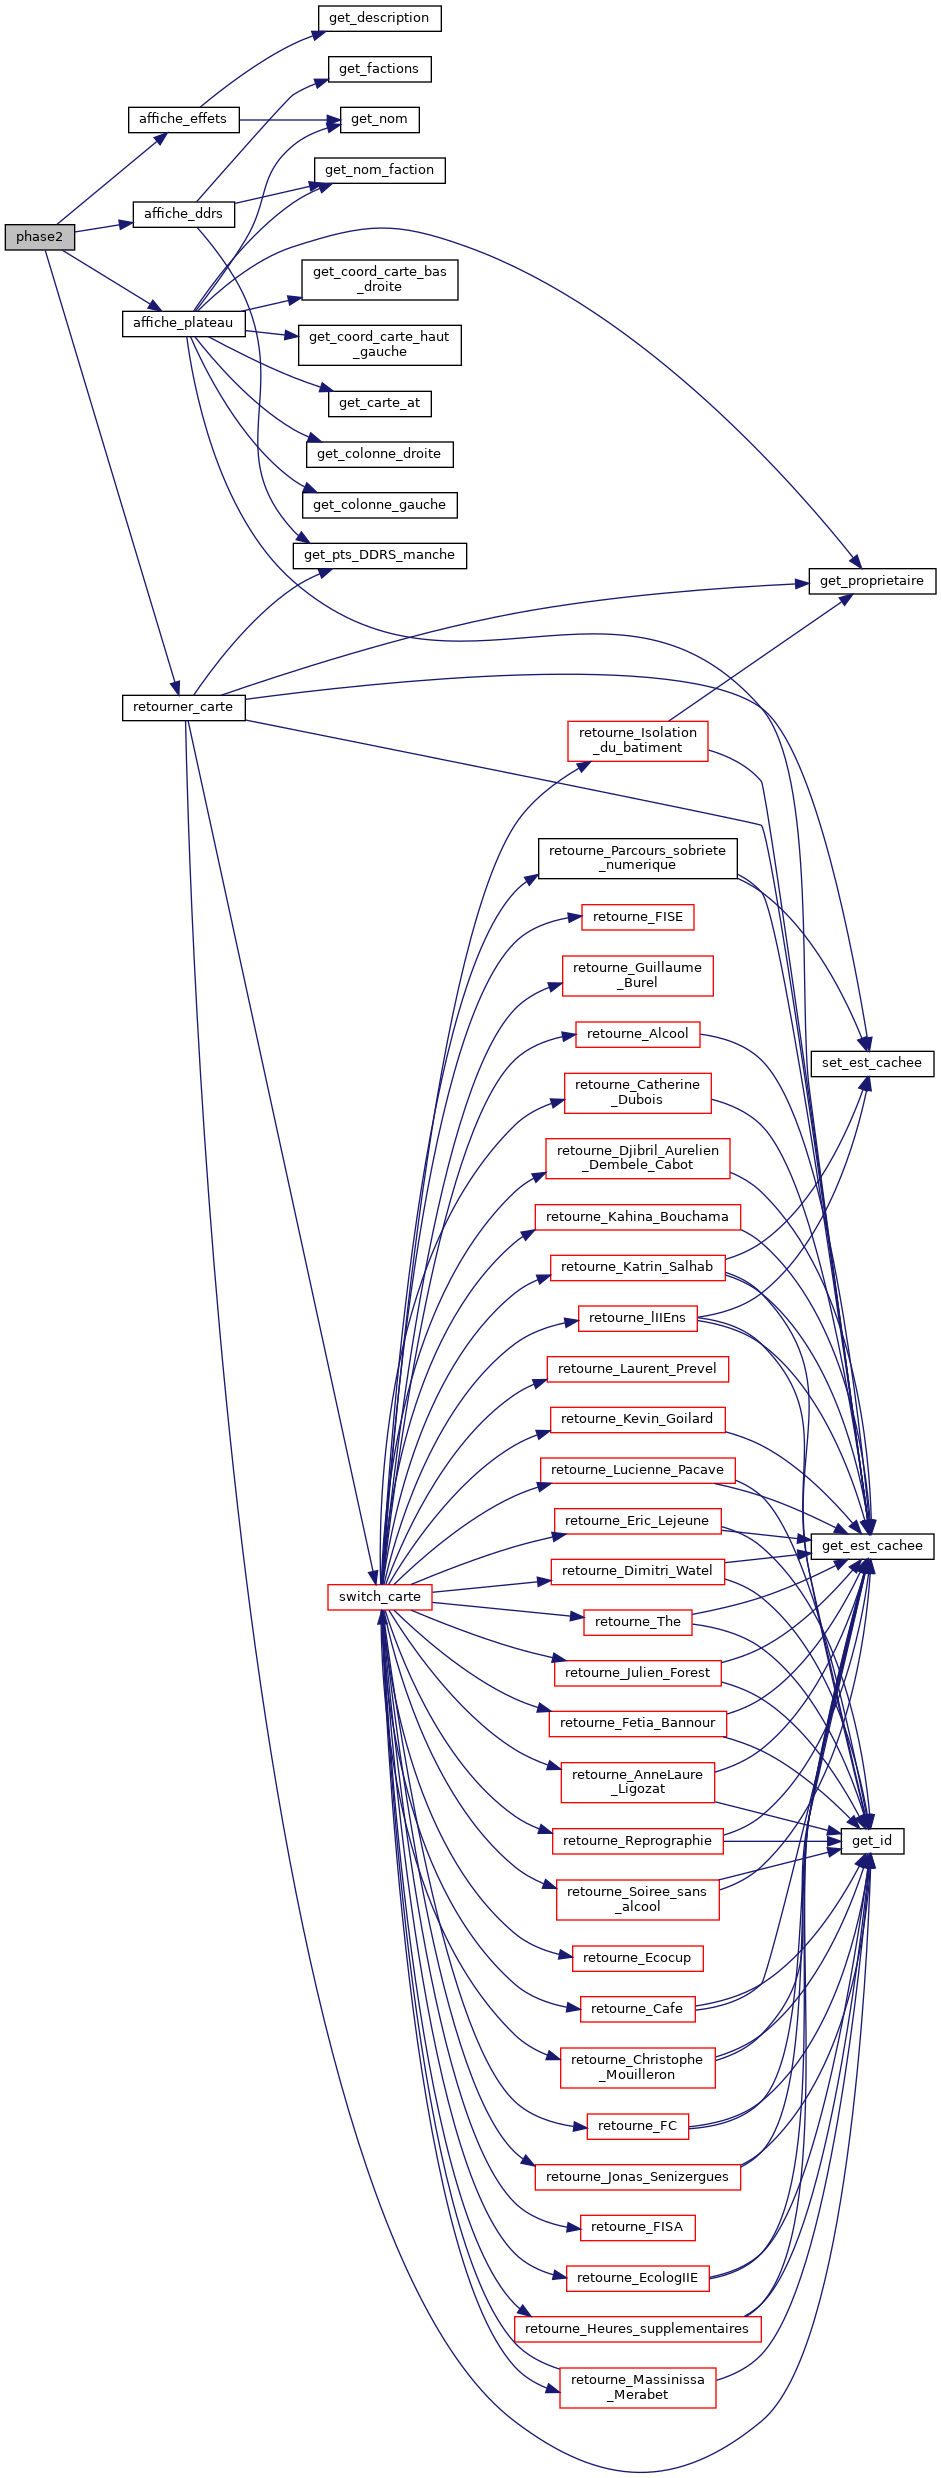 get_description
get_factions
affiche_effets
get_nom
get_nom_faction
affiche_ddrs
phase2
get_coord_carte_bas
_droite
affiche_plateau
get_coord_carte_haut
_gauche
get_carte_at
get_colonne_droite
get_colonne_gauche
get_pts_DDRS_manche
get_proprietaire
retourner_carte
retourne_Isolation
_du_batiment
retourne_Parcours_sobriete
_numerique
retourne_FISE
retourne_Guillaume
_Burel
retourne_Alcool
set_est_cachee
retourne_Catherine
_Dubois
retourne_Djibril_Aurelien
_Dembele_Cabot
retourne_Kahina_Bouchama
retourne_Katrin_Salhab
retourne_lIIEns
retourne_Laurent_Prevel
retourne_Kevin_Goilard
retourne_Lucienne_Pacave
retourne_Eric_Lejeune
get_est_cachee
retourne_Dimitri_Watel
switch_carte
retourne_The
retourne_Julien_Forest
retourne_Fetia_Bannour
retourne_AnneLaure
_Ligozat
retourne_Reprographie
get_id
retourne_Soiree_sans
_alcool
retourne_Ecocup
retourne_Cafe
retourne_Christophe
_Mouilleron
retourne_FC
retourne_Jonas_Senizergues
retourne_FISA
retourne_EcologIIE
retourne_Heures_supplementaires
retourne_Massinissa
_Merabet